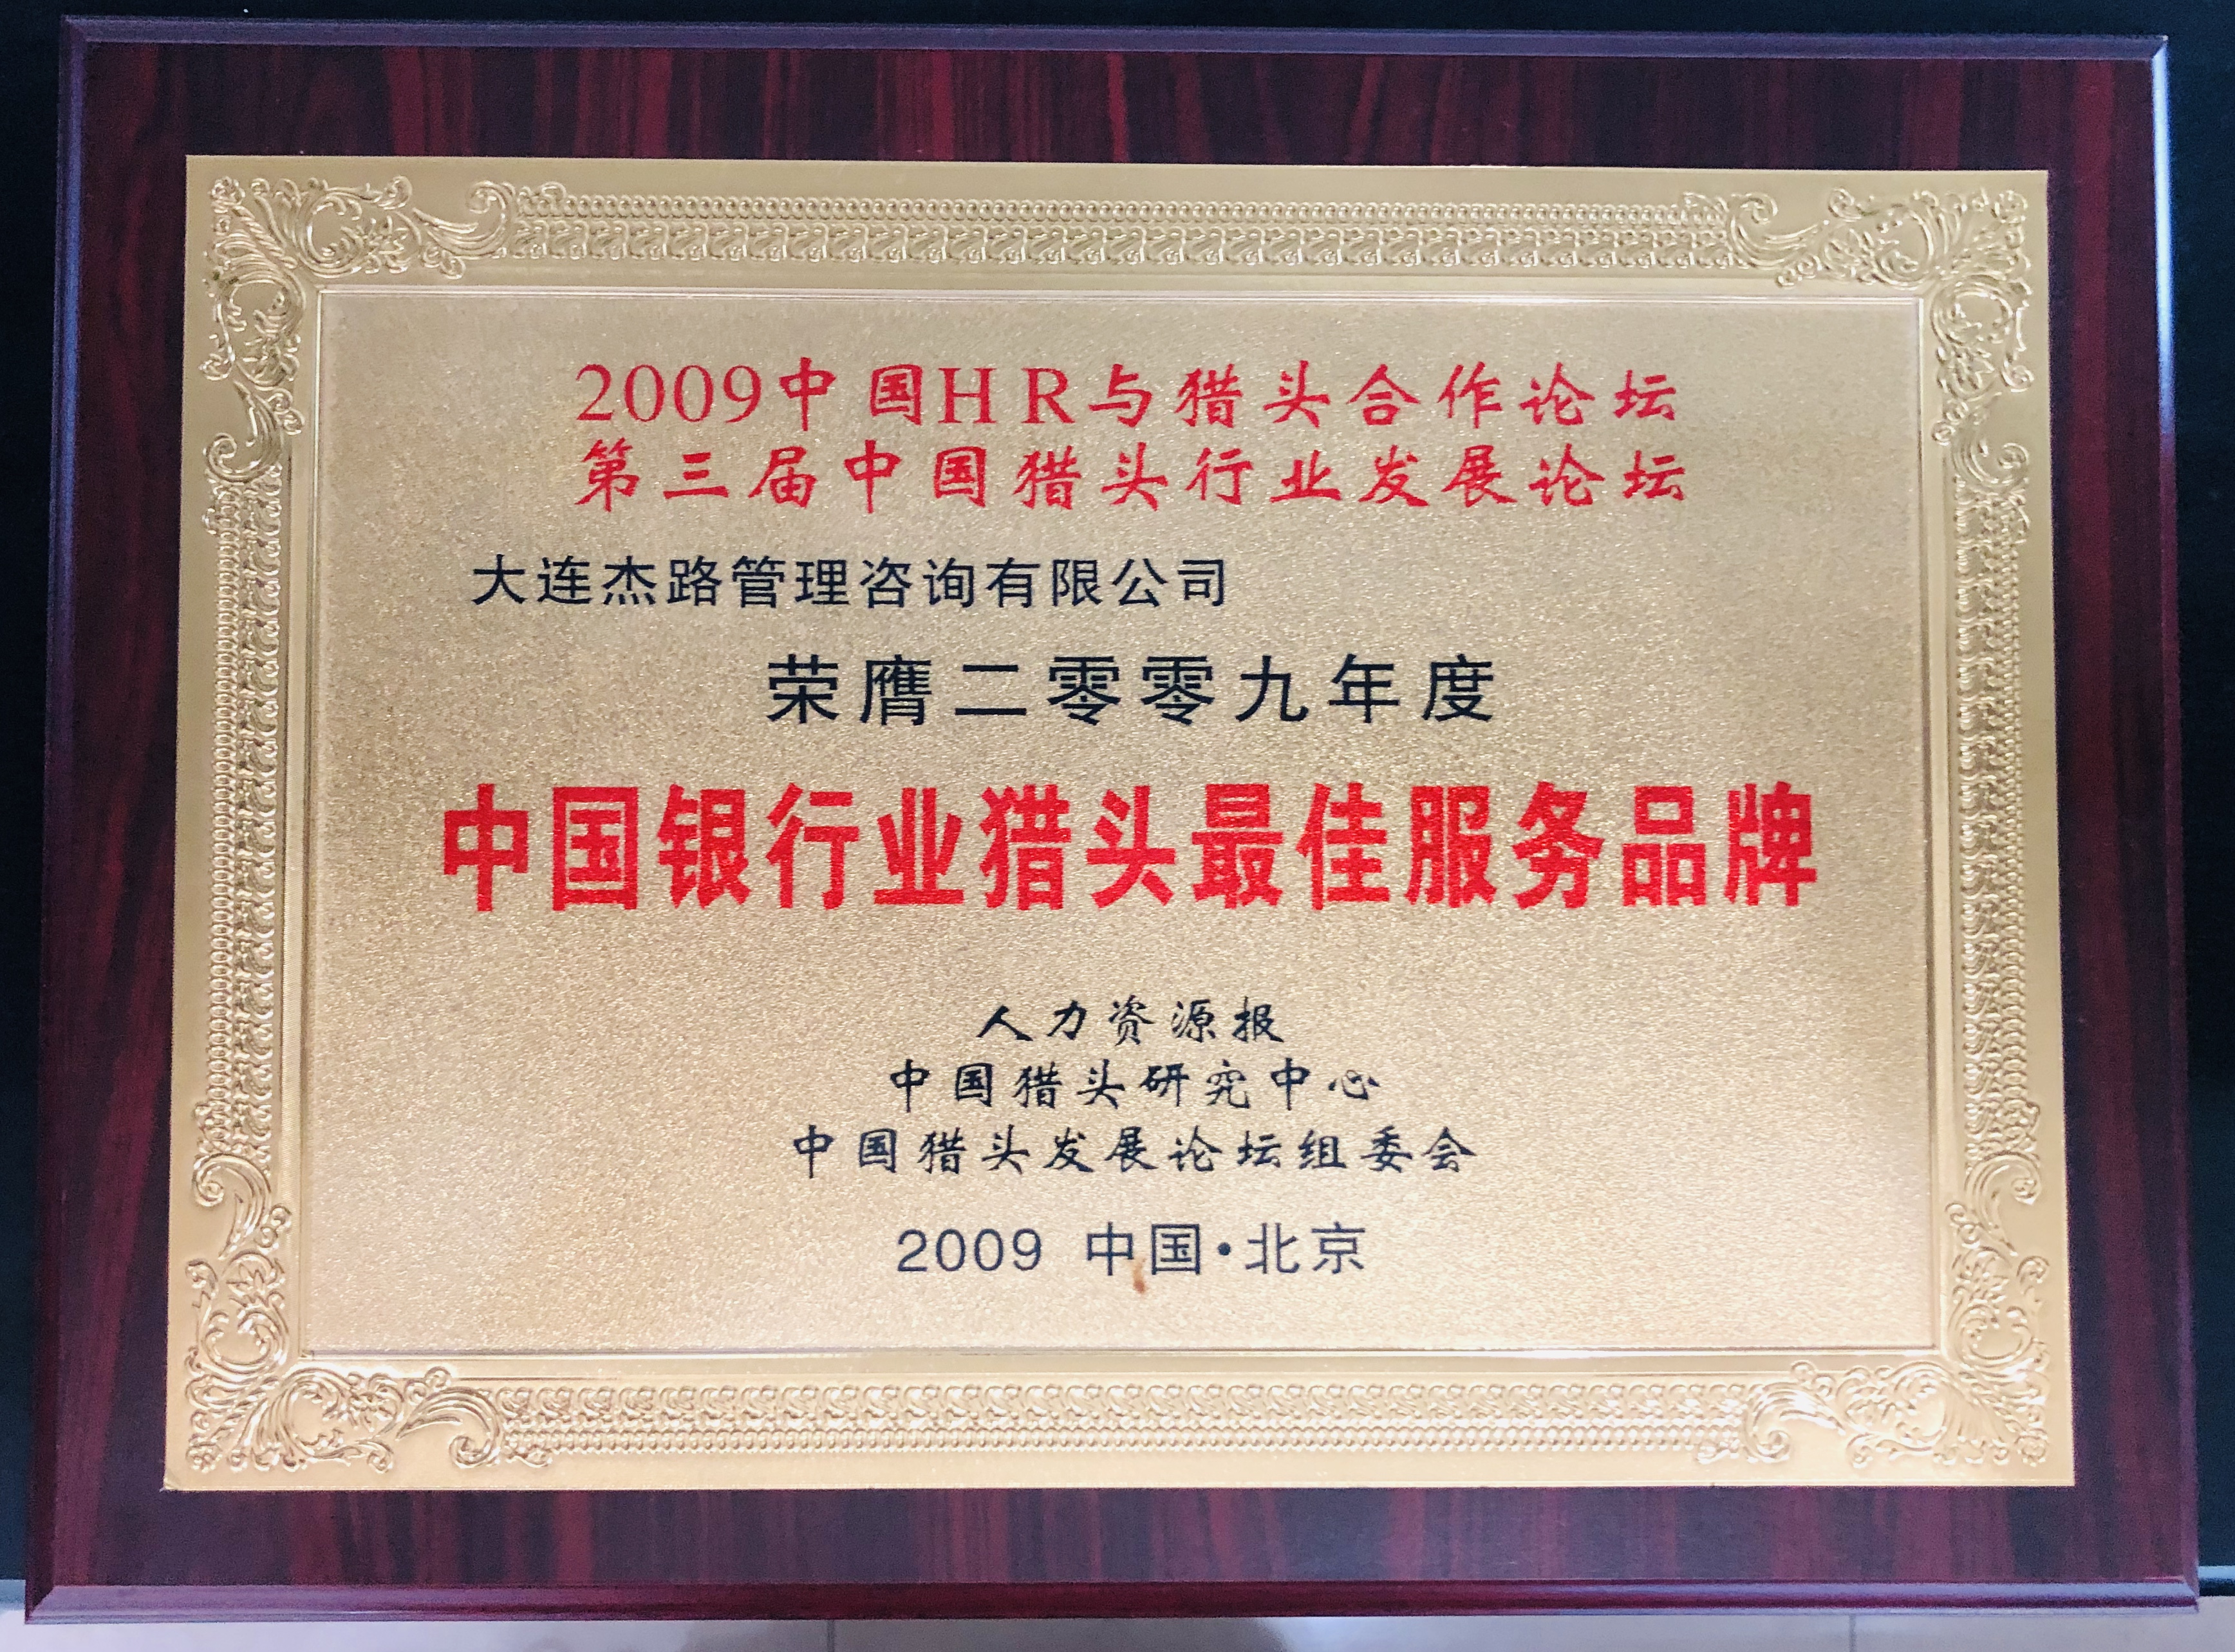 2009中国HR与猎头合作论坛
第三届中国猎头行业发展论坛
大连杰路管理咨询有限公司
荣膺二零零九年度
中国银行业猎头最佳服务品牌
人力资源报
中国猎头研究中心
中国猎头发展论坛组委会
2009 中国·北京